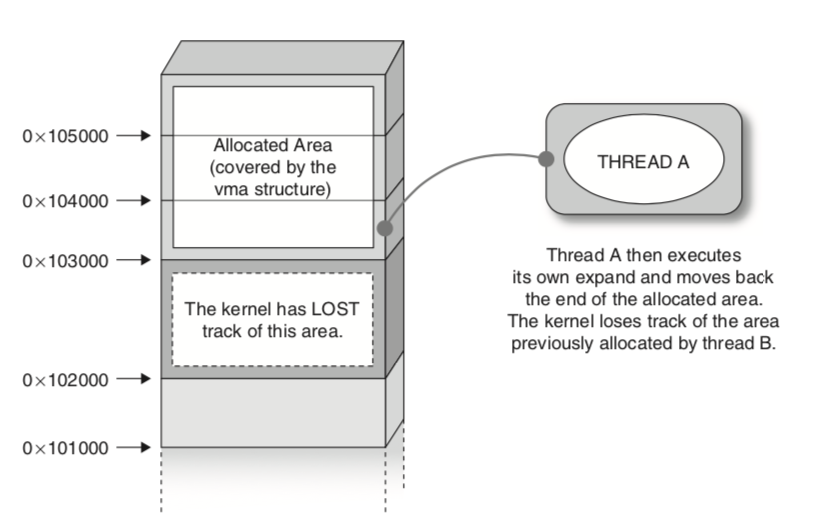 0×105000
Allocated Area
(covered by the
vma structure)
0×104000
0×103000
The kernel has LOST
track of this area.
0×102000
0×101000
THREAD A
Thread A then executes
its own expand and moves back
the end of the allocated area.
The kernel loses track of the area
previously allocated by thread B.